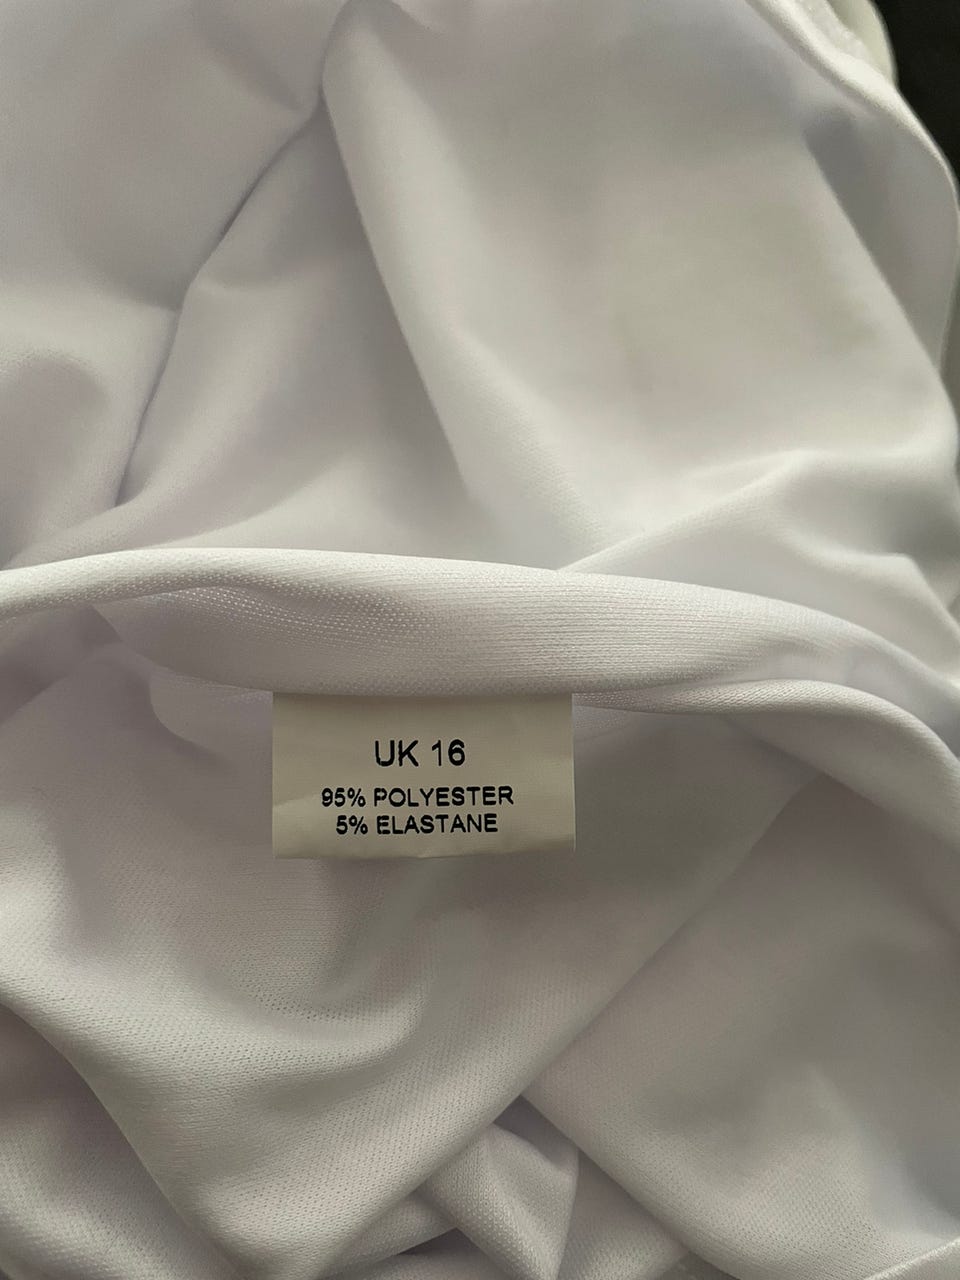 UK 16
95% POLYESTER
5% ELASTANE